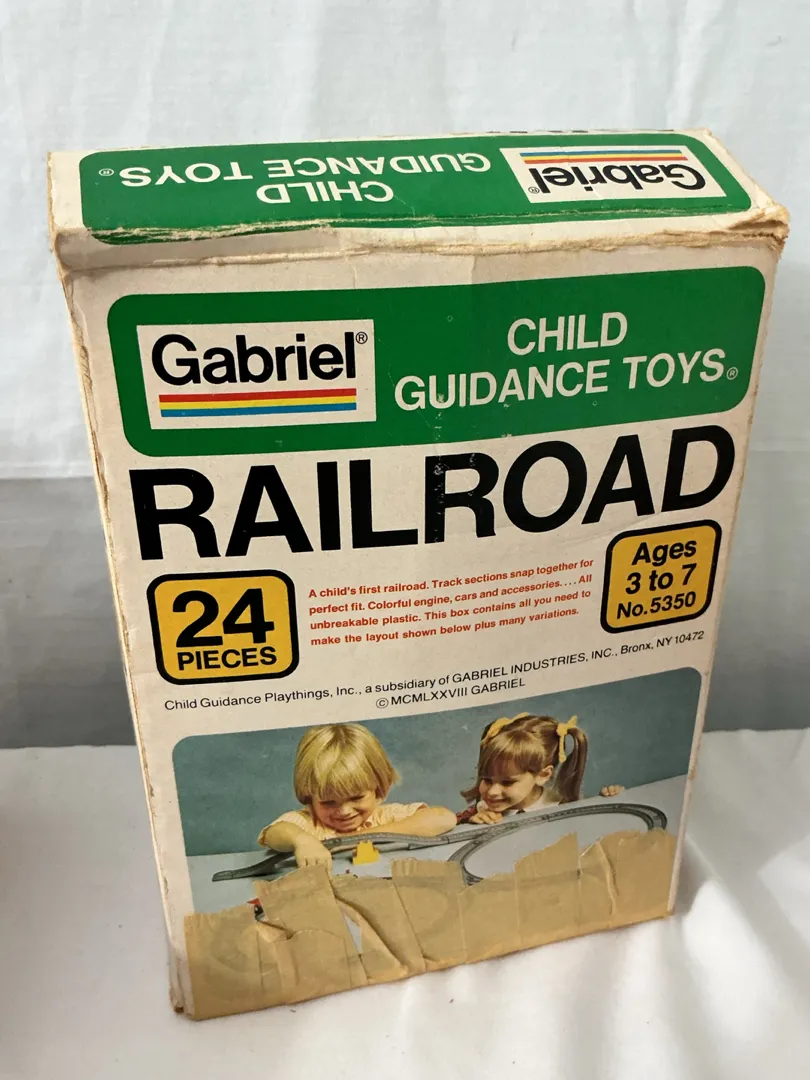 CHILD
GUIDANCE TOYS®
Gabriel®
Gabriel®
CHILD
GUIDANCE TOYS®
RAILROAD
24
PIECES
A child's first railroad. Track sections snap together for
perfect fit. Colorful engine, cars and accessories.... All
unbreakable plastic. This box contains all you need to
make the layout shown below plus many variations.
Ages
3 to 7
No. 5350
Child Guidance Playthings, Inc., a subsidiary of GABRIEL INDUSTRIES, INC., Bronx, NY 10472
©MCMLXXVIII GABRIEL